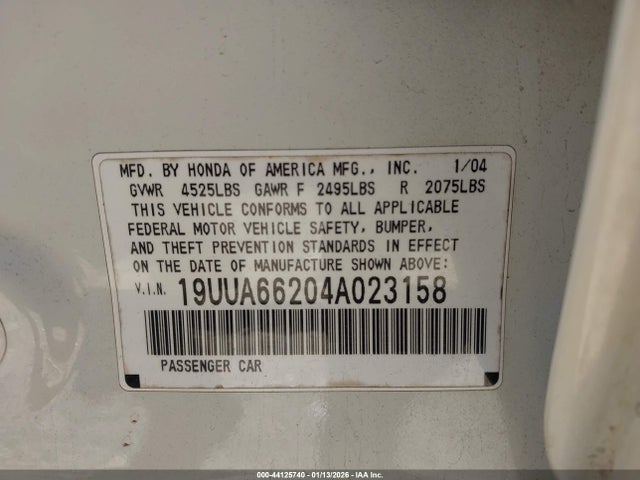 MFD. BY HONDA OF AMERICA MFG., INC. 1/04
GVWR 4525LBS GAWR F 2495LBS R 2075LBS
THIS VEHICLE CONFORMS TO ALL APPLICABLE
FEDERAL MOTOR VEHICLE SAFETY, BUMPER,
AND THEFT PREVENTION STANDARDS IN EFFECT
ON THE DATE OF MANUFACTURE SHOWN ABOVE:
V.I.N. 19UUA66204A023158
PASSENGER CAR
000-44125740 - 01/13/2026 - IAAI Inc.